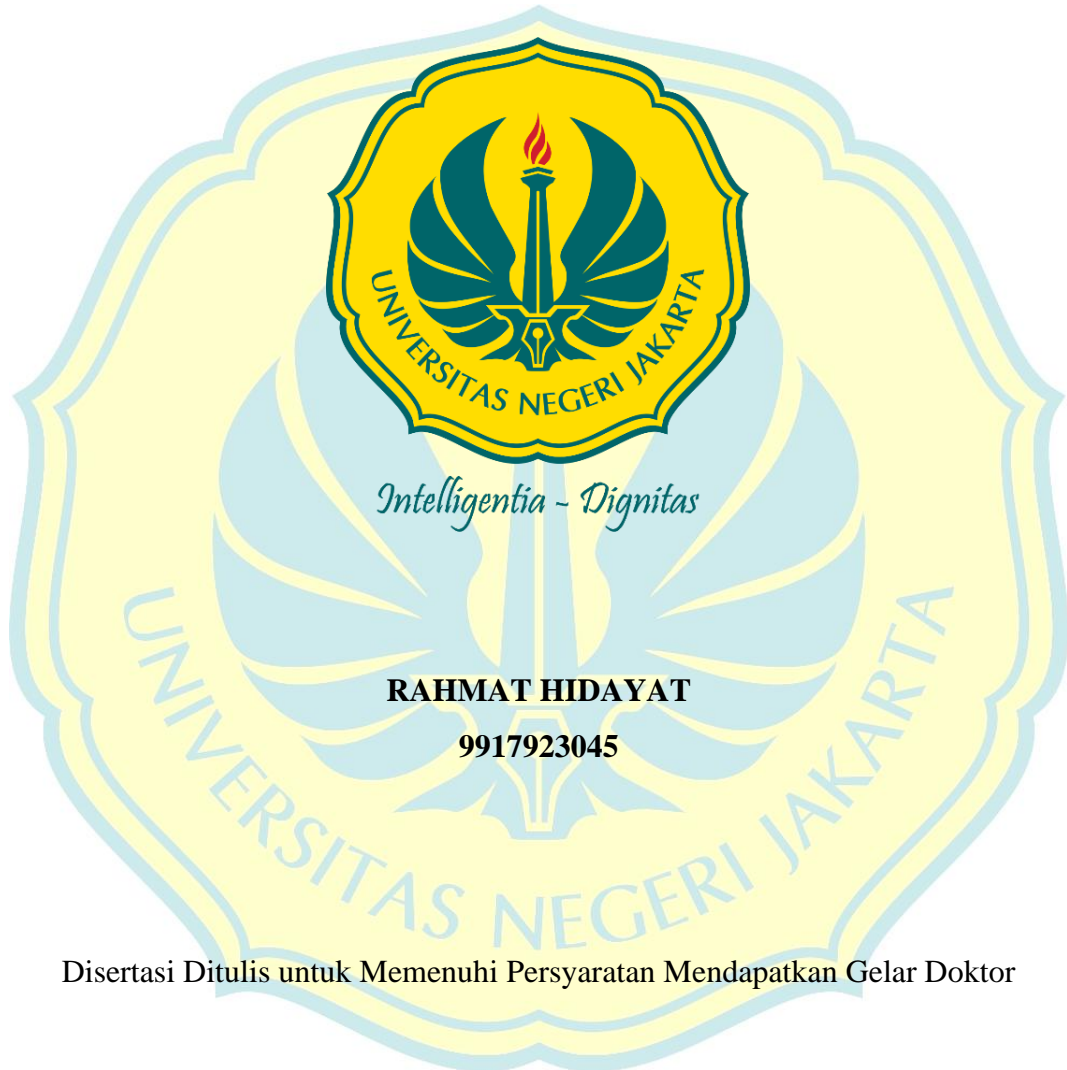 UNIVERSITAS NEGERI JAKARTA
Intelligentia - Dignitas
RAHMAT HIDAYAT
9917923045
UNIVERSITAS NEGERI JAKARTA
Disertasi Ditulis untuk Memenuhi Persyaratan Mendapatkan Gelar Doktor